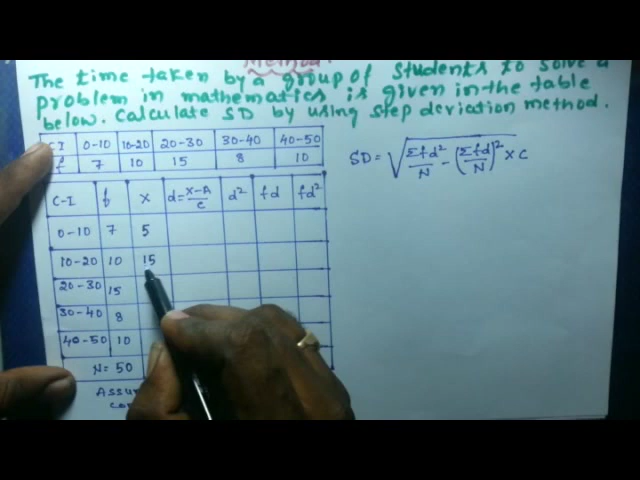 Method.
The time taken by a group of students to solve a
problem in mathematics is given in the table
below. Calculate SD by using step deviation method.
C-I 0-10 10-20 20-30 30-40 40-50
f 7 10 15 8 10
SD = √(Σfd²/N - (Σfd/N)²) × C
C-I f x d = x-A/c d² fd fd²
0-10 7 5
10-20 10 15
20-30 15
30-40 8
40-50 10
N = 50